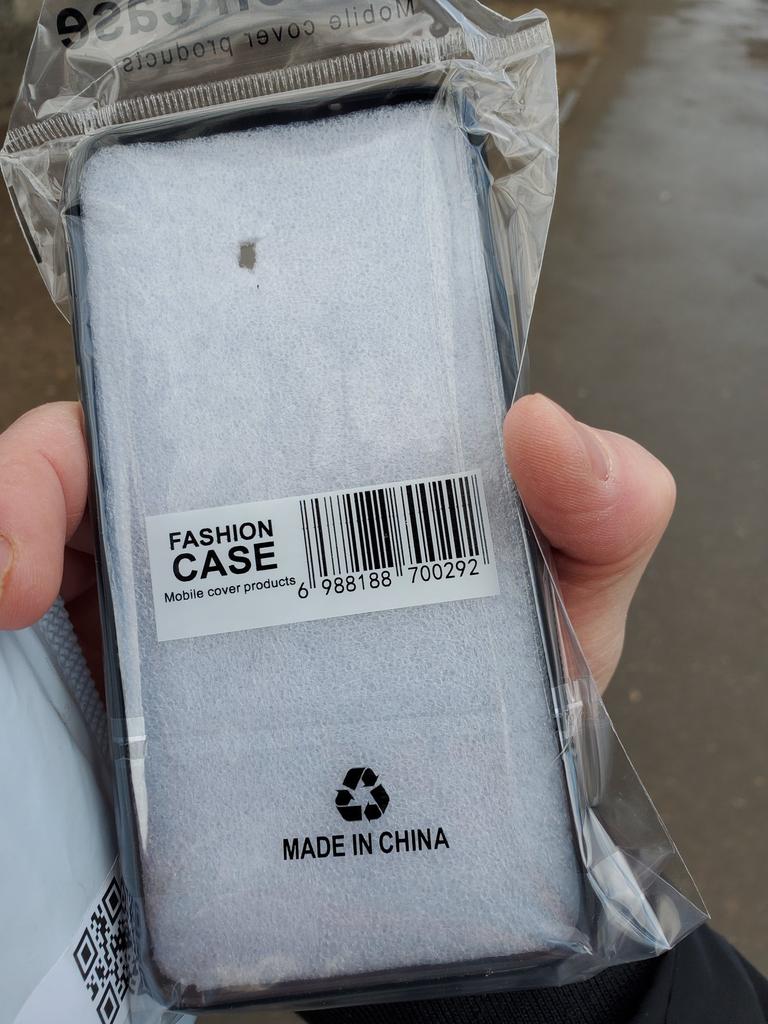 Mobile cover products
FASHION
CASE
Mobile cover products
6 988188 700292
MADE IN CHINA